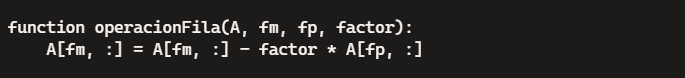 function operacionFila(A, fm, fp, factor):
    A[fm, :] = A[fm, :] - factor * A[fp, :]